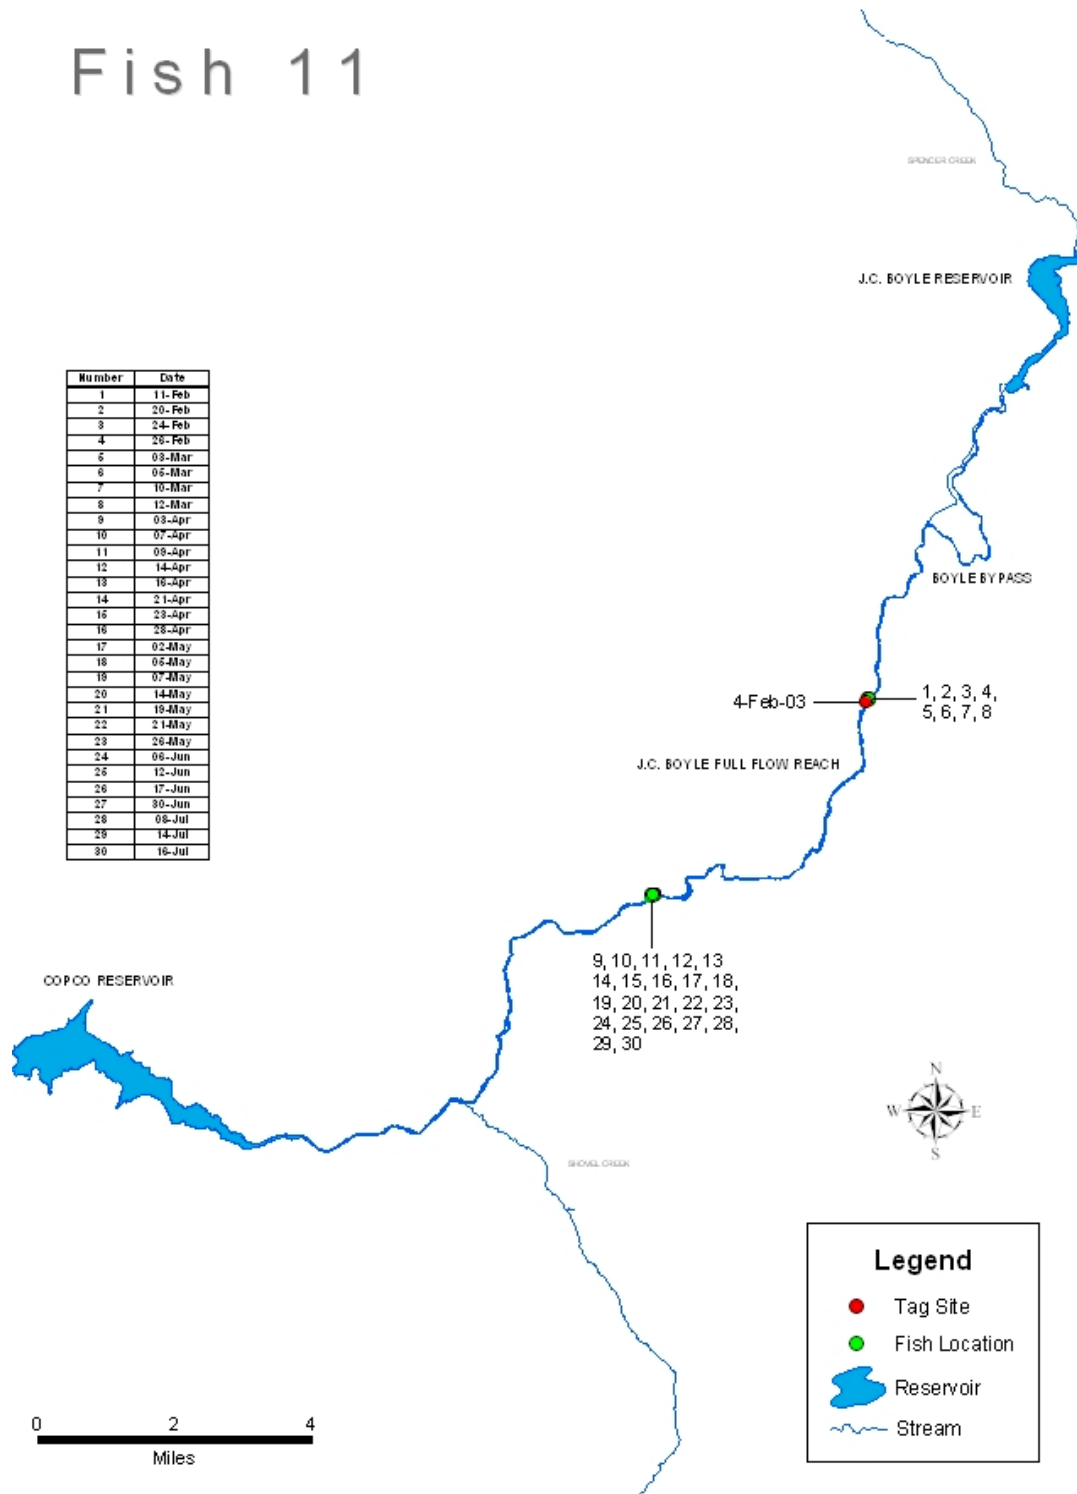 Fish 11
SPENCER CREEK
J.C. BOYLE RESERVOIR
Number Date
1 11-Feb
2 20-Feb
3 24-Feb
4 26-Feb
5 03-Mar
6 05-Mar
7 10-Mar
8 12-Mar
9 03-Apr
10 07-Apr
11 09-Apr
12 14-Apr
13 16-Apr
14 21-Apr
15 23-Apr
16 28-Apr
17 02-May
18 05-May
19 07-May
20 14-May
21 19-May
22 21-May
23 26-May
24 06-Jun
25 12-Jun
26 17-Jun
27 30-Jun
28 08-Jul
29 14-Jul
30 16-Jul
BOYLE BYPASS
4-Feb-03
1, 2, 3, 4,
5, 6, 7, 8
J.C. BOYLE FULL FLOW REACH
9, 10, 11, 12, 13
14, 15, 16, 17, 18,
19, 20, 21, 22, 23,
24, 25, 26, 27, 28,
29, 30
COPCO RESERVOIR
N
W E
S
SHOVEL CREEK
Legend
Tag Site
Fish Location
Reservoir
Stream
0 2 4
Miles